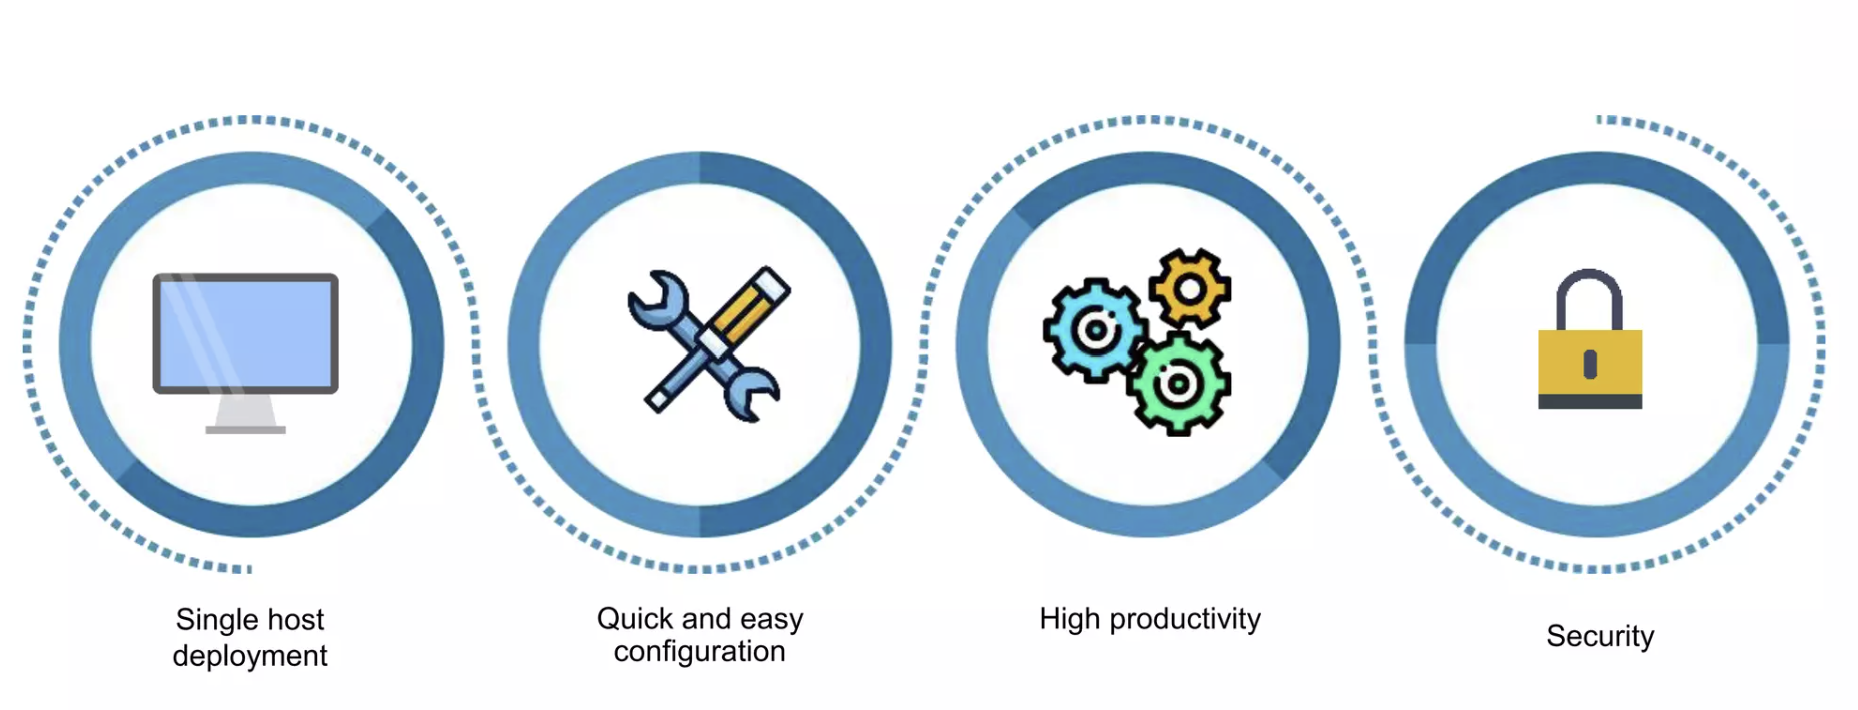 Single host
deployment
Quick and easy
configuration
High productivity
Security